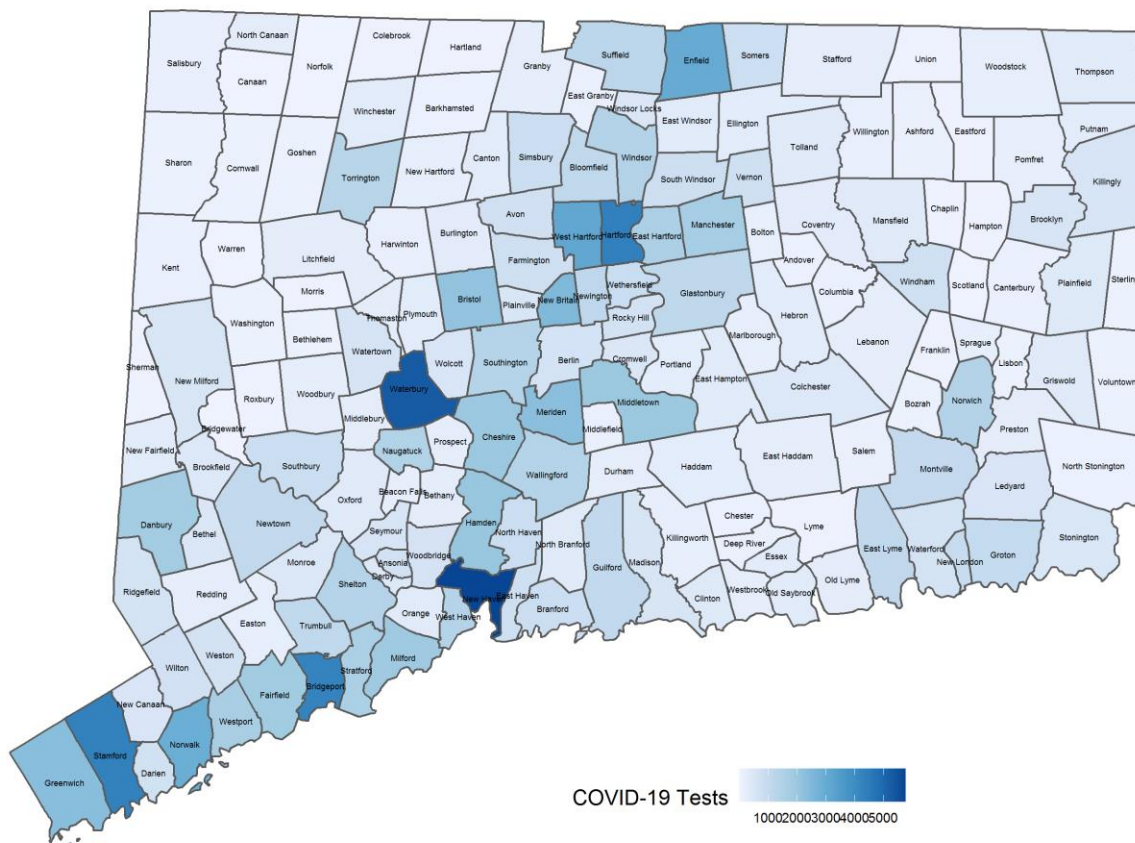 North Canaan
Colebrook
Hartland
Suffield
Enfield
Somers
Stafford
Union
Woodstock
Thompson
Salisbury
Norfolk
Canaan
Granby
East Granby
Windsor Locks
Winchester
Barkhamsted
East Windsor
Ellington
Willington
Ashford
Eastford
Putnam
Sharon
Cornwall
Goshen
Torrington
New Hartford
Canton
Simsbury
Bloomfield
Windsor
South Windsor
Vernon
Tolland
Pomfret
Killingly
Avon
West Hartford
Hartford
East Hartford
Manchester
Bolton
Coventry
Mansfield
Chaplin
Hampton
Brooklyn
Kent
Warren
Litchfield
Harwinton
Burlington
Farmington
Andover
Columbia
Windham
Scotland
Canterbury
Plainfield
Sterlin
Morris
Bristol
Plainville
New Britain
Newington
Wethersfield
Glastonbury
Hebron
Washington
Bethlehem
Thomaston
Plymouth
Rocky Hill
Marlborough
Lebanon
Franklin
Sprague
Lisbon
Griswold
Voluntown
Sherman
New Milford
Watertown
Waterbury
Wolcott
Southington
Berlin
Cromwell
Portland
East Hampton
Colchester
Bozrah
Norwich
Roxbury
Woodbury
Middlebury
Meriden
Middletown
Middlefield
Preston
Bridgewater
New Fairfield
Brookfield
Southbury
Naugatuck
Prospect
Cheshire
Wallingford
Durham
Haddam
East Haddam
Salem
Montville
North Stonington
Ledyard
Danbury
Bethel
Newtown
Oxford
Beacon Falls
Bethany
Hamden
North Haven
North Branford
Killingworth
Chester
Deep River
Essex
Lyme
East Lyme
Waterford
New London
Groton
Stonington
Seymour
Woodbridge
Ansonia
Derby
Monroe
Shelton
Ridgefield
Redding
Easton
Trumbull
Orange
West Haven
New Haven
East Haven
Branford
Guilford
Madison
Clinton
Westbrook
Old Saybrook
Old Lyme
Wilton
Weston
Milford
Stratford
Bridgeport
Fairfield
Westport
New Canaan
Norwalk
Darien
Stamford
Greenwich
COVID-19 Tests
1000 2000 3000 4000 5000